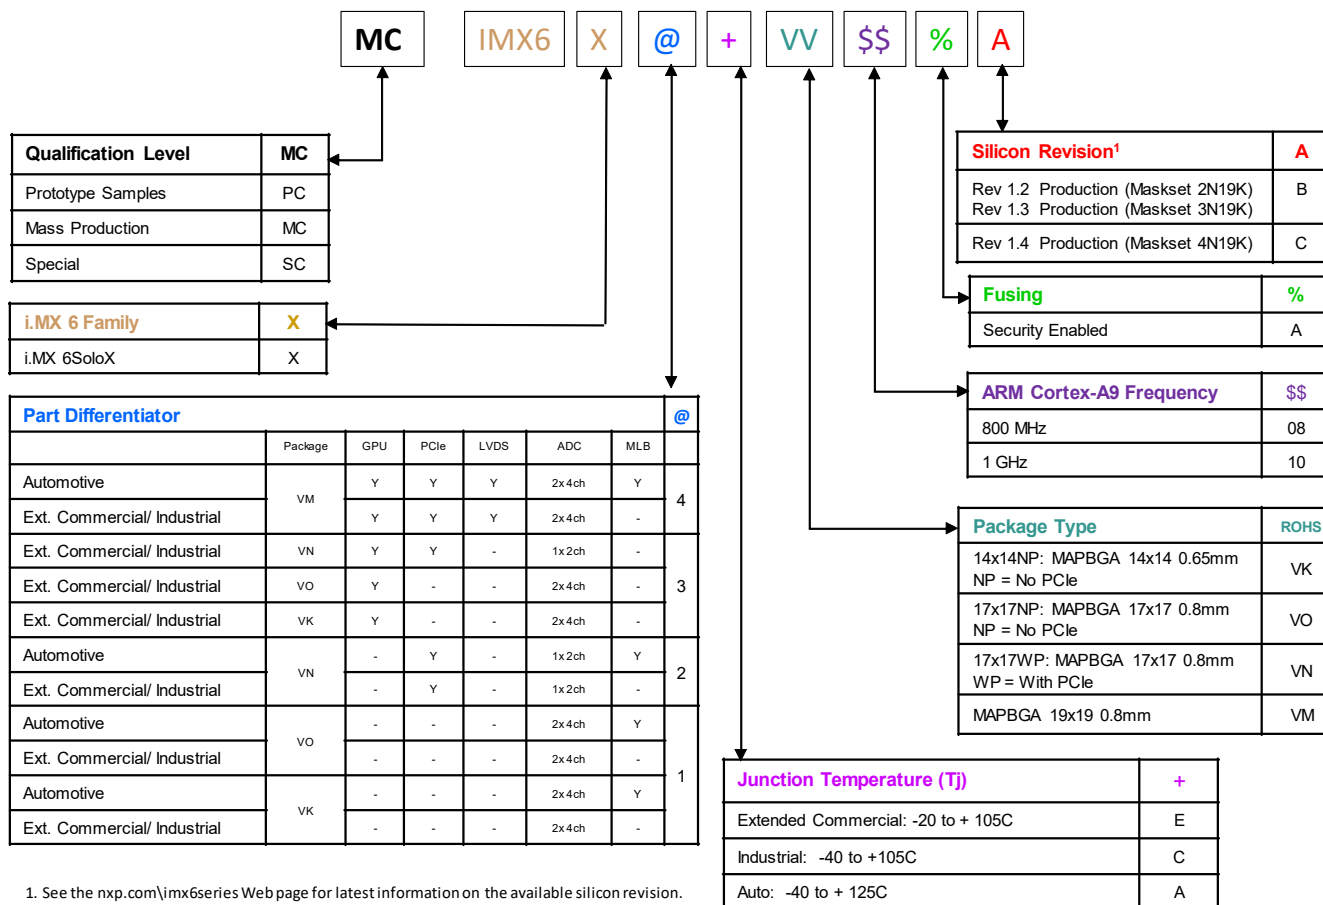 MC IMX6 X @ + VV $$ % A
Qualification Level MC
Prototype Samples PC
Mass Production MC
Special SC
i.MX 6 Family X
i.MX 6SoloX X
Part Differentiator @
Package GPU PCIe LVDS ADC MLB
Automotive VM Y Y Y 2x4ch Y 4
Ext. Commercial/ Industrial Y Y Y 2x4ch -
Ext. Commercial/ Industrial VN Y Y - 1x2ch - 3
Ext. Commercial/ Industrial VO Y - - 2x4ch -
Ext. Commercial/ Industrial VK Y - - 2x4ch -
Automotive VN - Y - 1x2ch Y 2
Ext. Commercial/ Industrial - Y - 1x2ch -
Automotive VO - - - 2x4ch Y 1
Ext. Commercial/ Industrial - - - 2x4ch -
Automotive VK - - - 2x4ch Y
Ext. Commercial/ Industrial - - - 2x4ch -
Silicon Revision1 A
Rev 1.2 Production (Maskset 2N19K) B
Rev 1.3 Production (Maskset 3N19K)
Rev 1.4 Production (Maskset 4N19K) C
Fusing %
Security Enabled A
ARM Cortex-A9 Frequency $$
800 MHz 08
1 GHz 10
Package Type ROHS
14x14NP: MAPBGA 14x14 0.65mm VK
NP = No PCIe
17x17NP: MAPBGA 17x17 0.8mm VO
NP = No PCIe
17x17WP: MAPBGA 17x17 0.8mm VN
WP = With PCIe
MAPBGA 19x19 0.8mm VM
Junction Temperature (Tj) +
Extended Commercial: -20 to + 105C E
Industrial: -40 to +105C C
Auto: -40 to + 125C A
1. See the nxp.com\imx6series Web page for latest information on the available silicon revision.